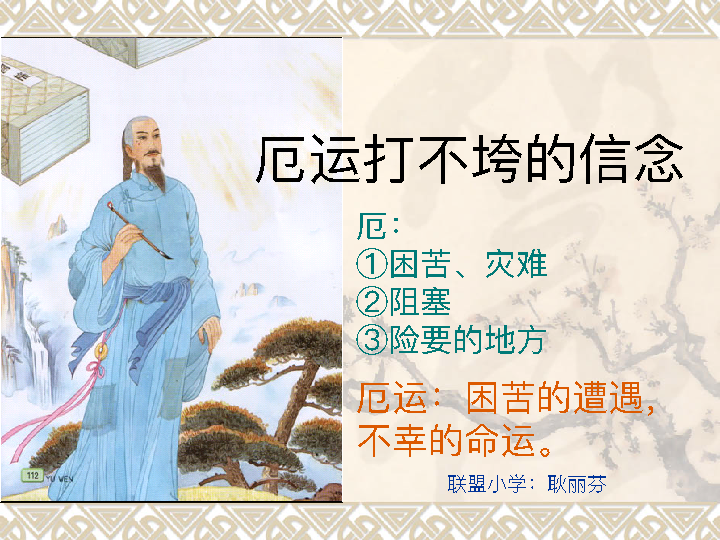 厄运打不垮的信念
厄：
①困苦、灾难
②阻塞
③险要的地方
厄运：困苦的遭遇，
不幸的命运。
联盟小学：耿丽芬
112
YU WEN